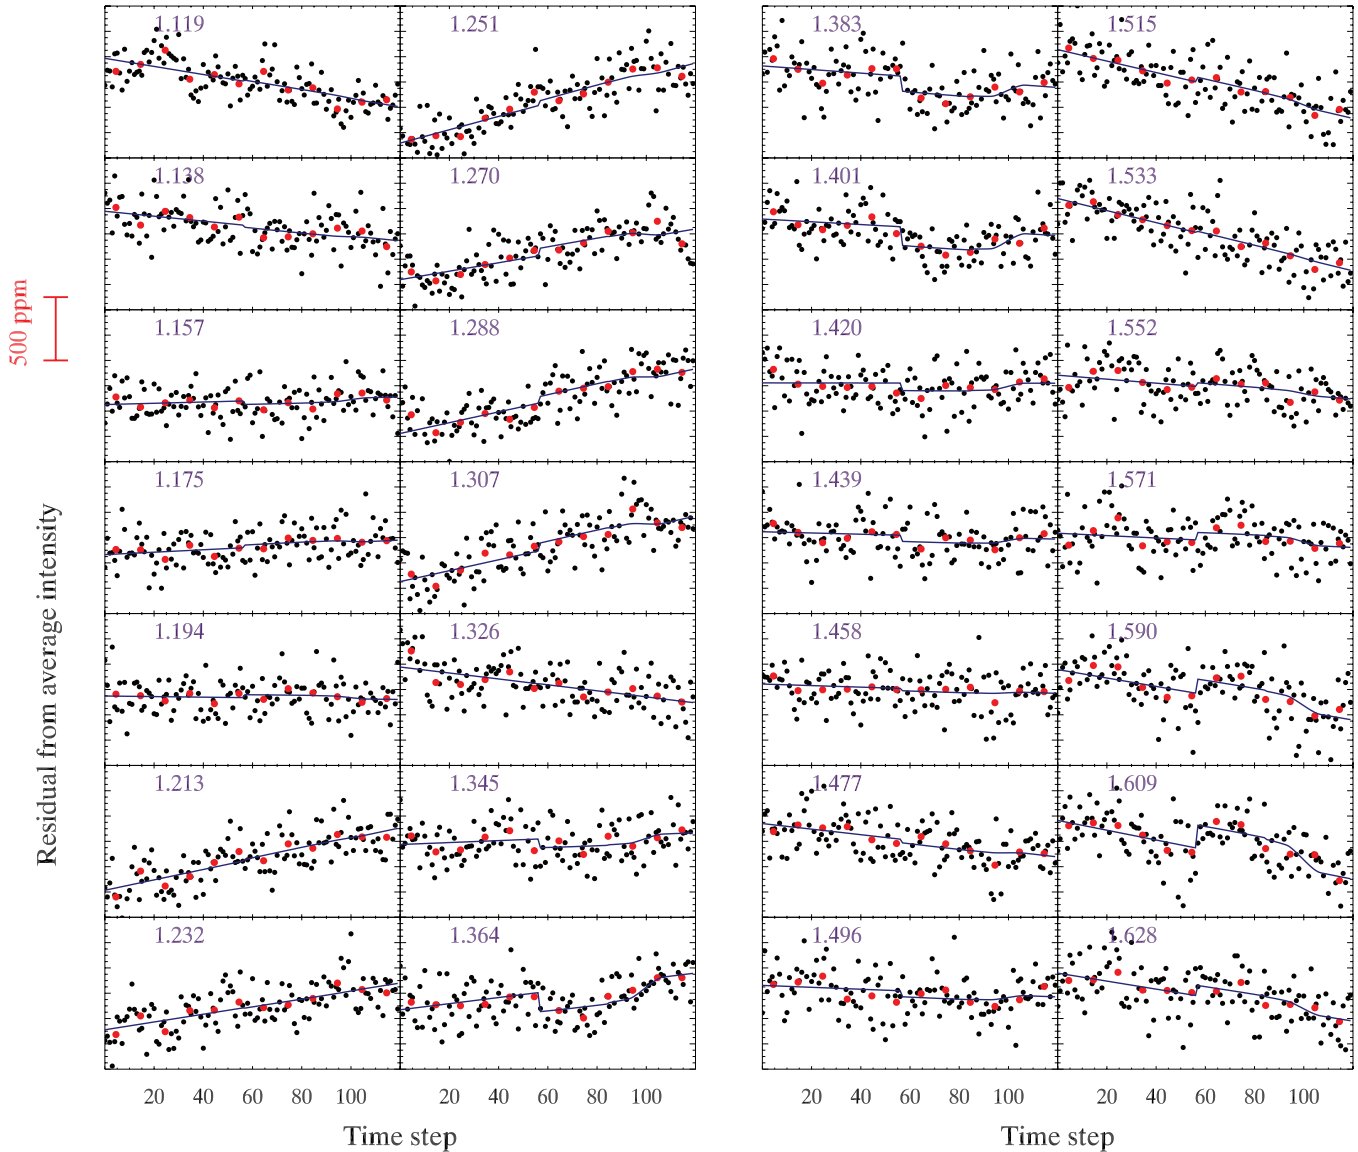 1.119 1.251 1.383 1.515
1.138 1.270 1.401 1.533
500 ppm
1.157 1.288 1.420 1.552
1.175 1.307 1.439 1.571
Residual from average intensity
1.194 1.326 1.458 1.590
1.213 1.345 1.477 1.609
1.232 1.364 1.496 1.628
20 40 60 80 100 20 40 60 80 100 20 40 60 80 100 20 40 60 80 100
Time step Time step